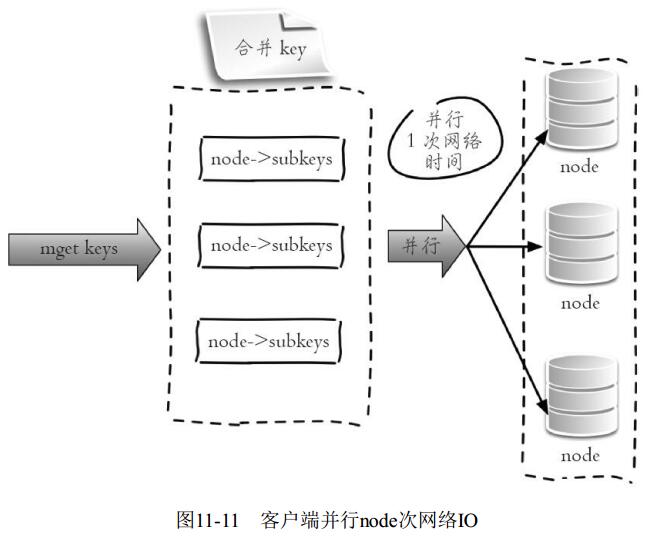 合并 key
node->subkeys
node->subkeys
node->subkeys
mget keys
并行
1 次网络
时间
并行
node
node
node
图11-11 客户端并行node次网络IO